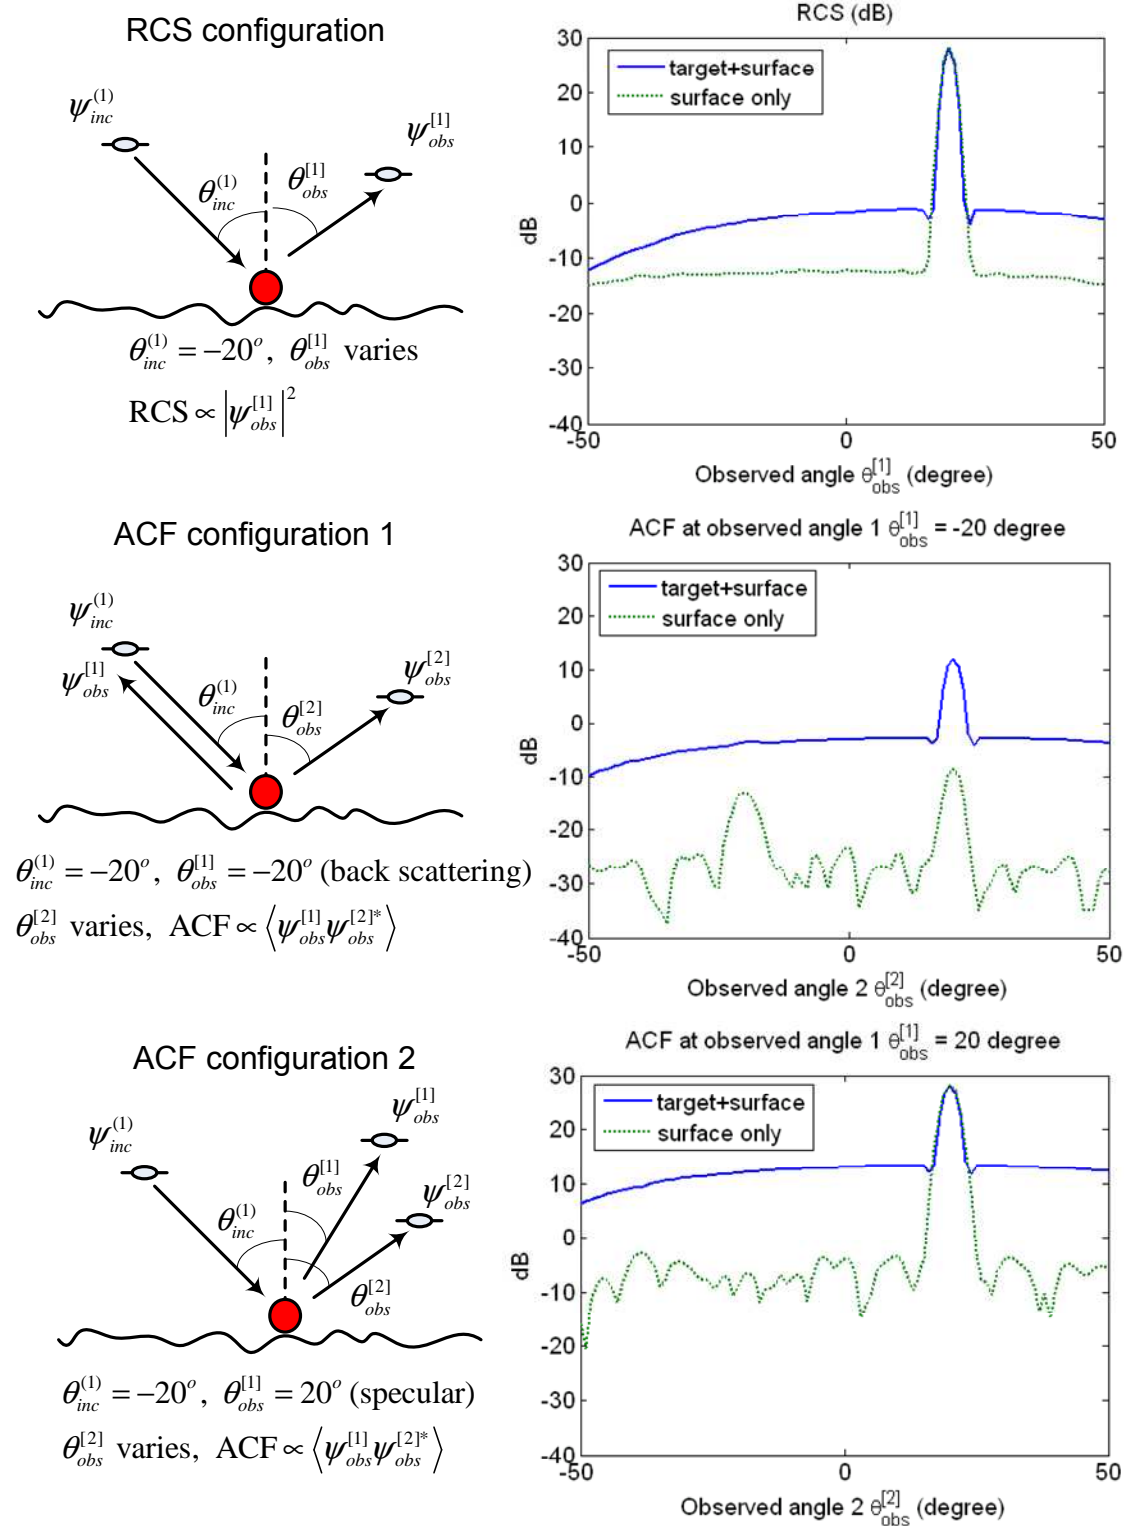 RCS configuration
ψ_inc^(1)
ψ_obs^[1]
θ_inc^(1)
θ_obs^[1]
θ_inc^(1) = −20°, θ_obs^[1] varies
RCS ∝ |ψ_obs^[1]|^2
RCS (dB)
30
20
10
0
-10
-20
-30
-40
dB
target+surface
surface only
-50
0
50
Observed angle θ_obs^[1] (degree)
ACF configuration 1
ψ_inc^(1)
ψ_obs^[1]
ψ_obs^[2]
θ_inc^(1)
θ_obs^[2]
θ_inc^(1) = −20°, θ_obs^[1] = −20° (back scattering)
θ_obs^[2] varies, ACF ∝ ⟨ψ_obs^[1] ψ_obs^[2]*⟩
ACF at observed angle 1 θ_obs^[1] = -20 degree
30
20
10
0
-10
-20
-30
-40
dB
target+surface
surface only
-50
0
50
Observed angle 2 θ_obs^[2] (degree)
ACF configuration 2
ψ_inc^(1)
ψ_obs^[1]
ψ_obs^[2]
θ_obs^[1]
θ_inc^(1)
θ_obs^[2]
θ_inc^(1) = −20°, θ_obs^[1] = 20° (specular)
θ_obs^[2] varies, ACF ∝ ⟨ψ_obs^[1] ψ_obs^[2]*⟩
ACF at observed angle 1 θ_obs^[1] = 20 degree
30
20
10
0
-10
-20
-30
-40
dB
target+surface
surface only
-50
0
50
Observed angle 2 θ_obs^[2] (degree)